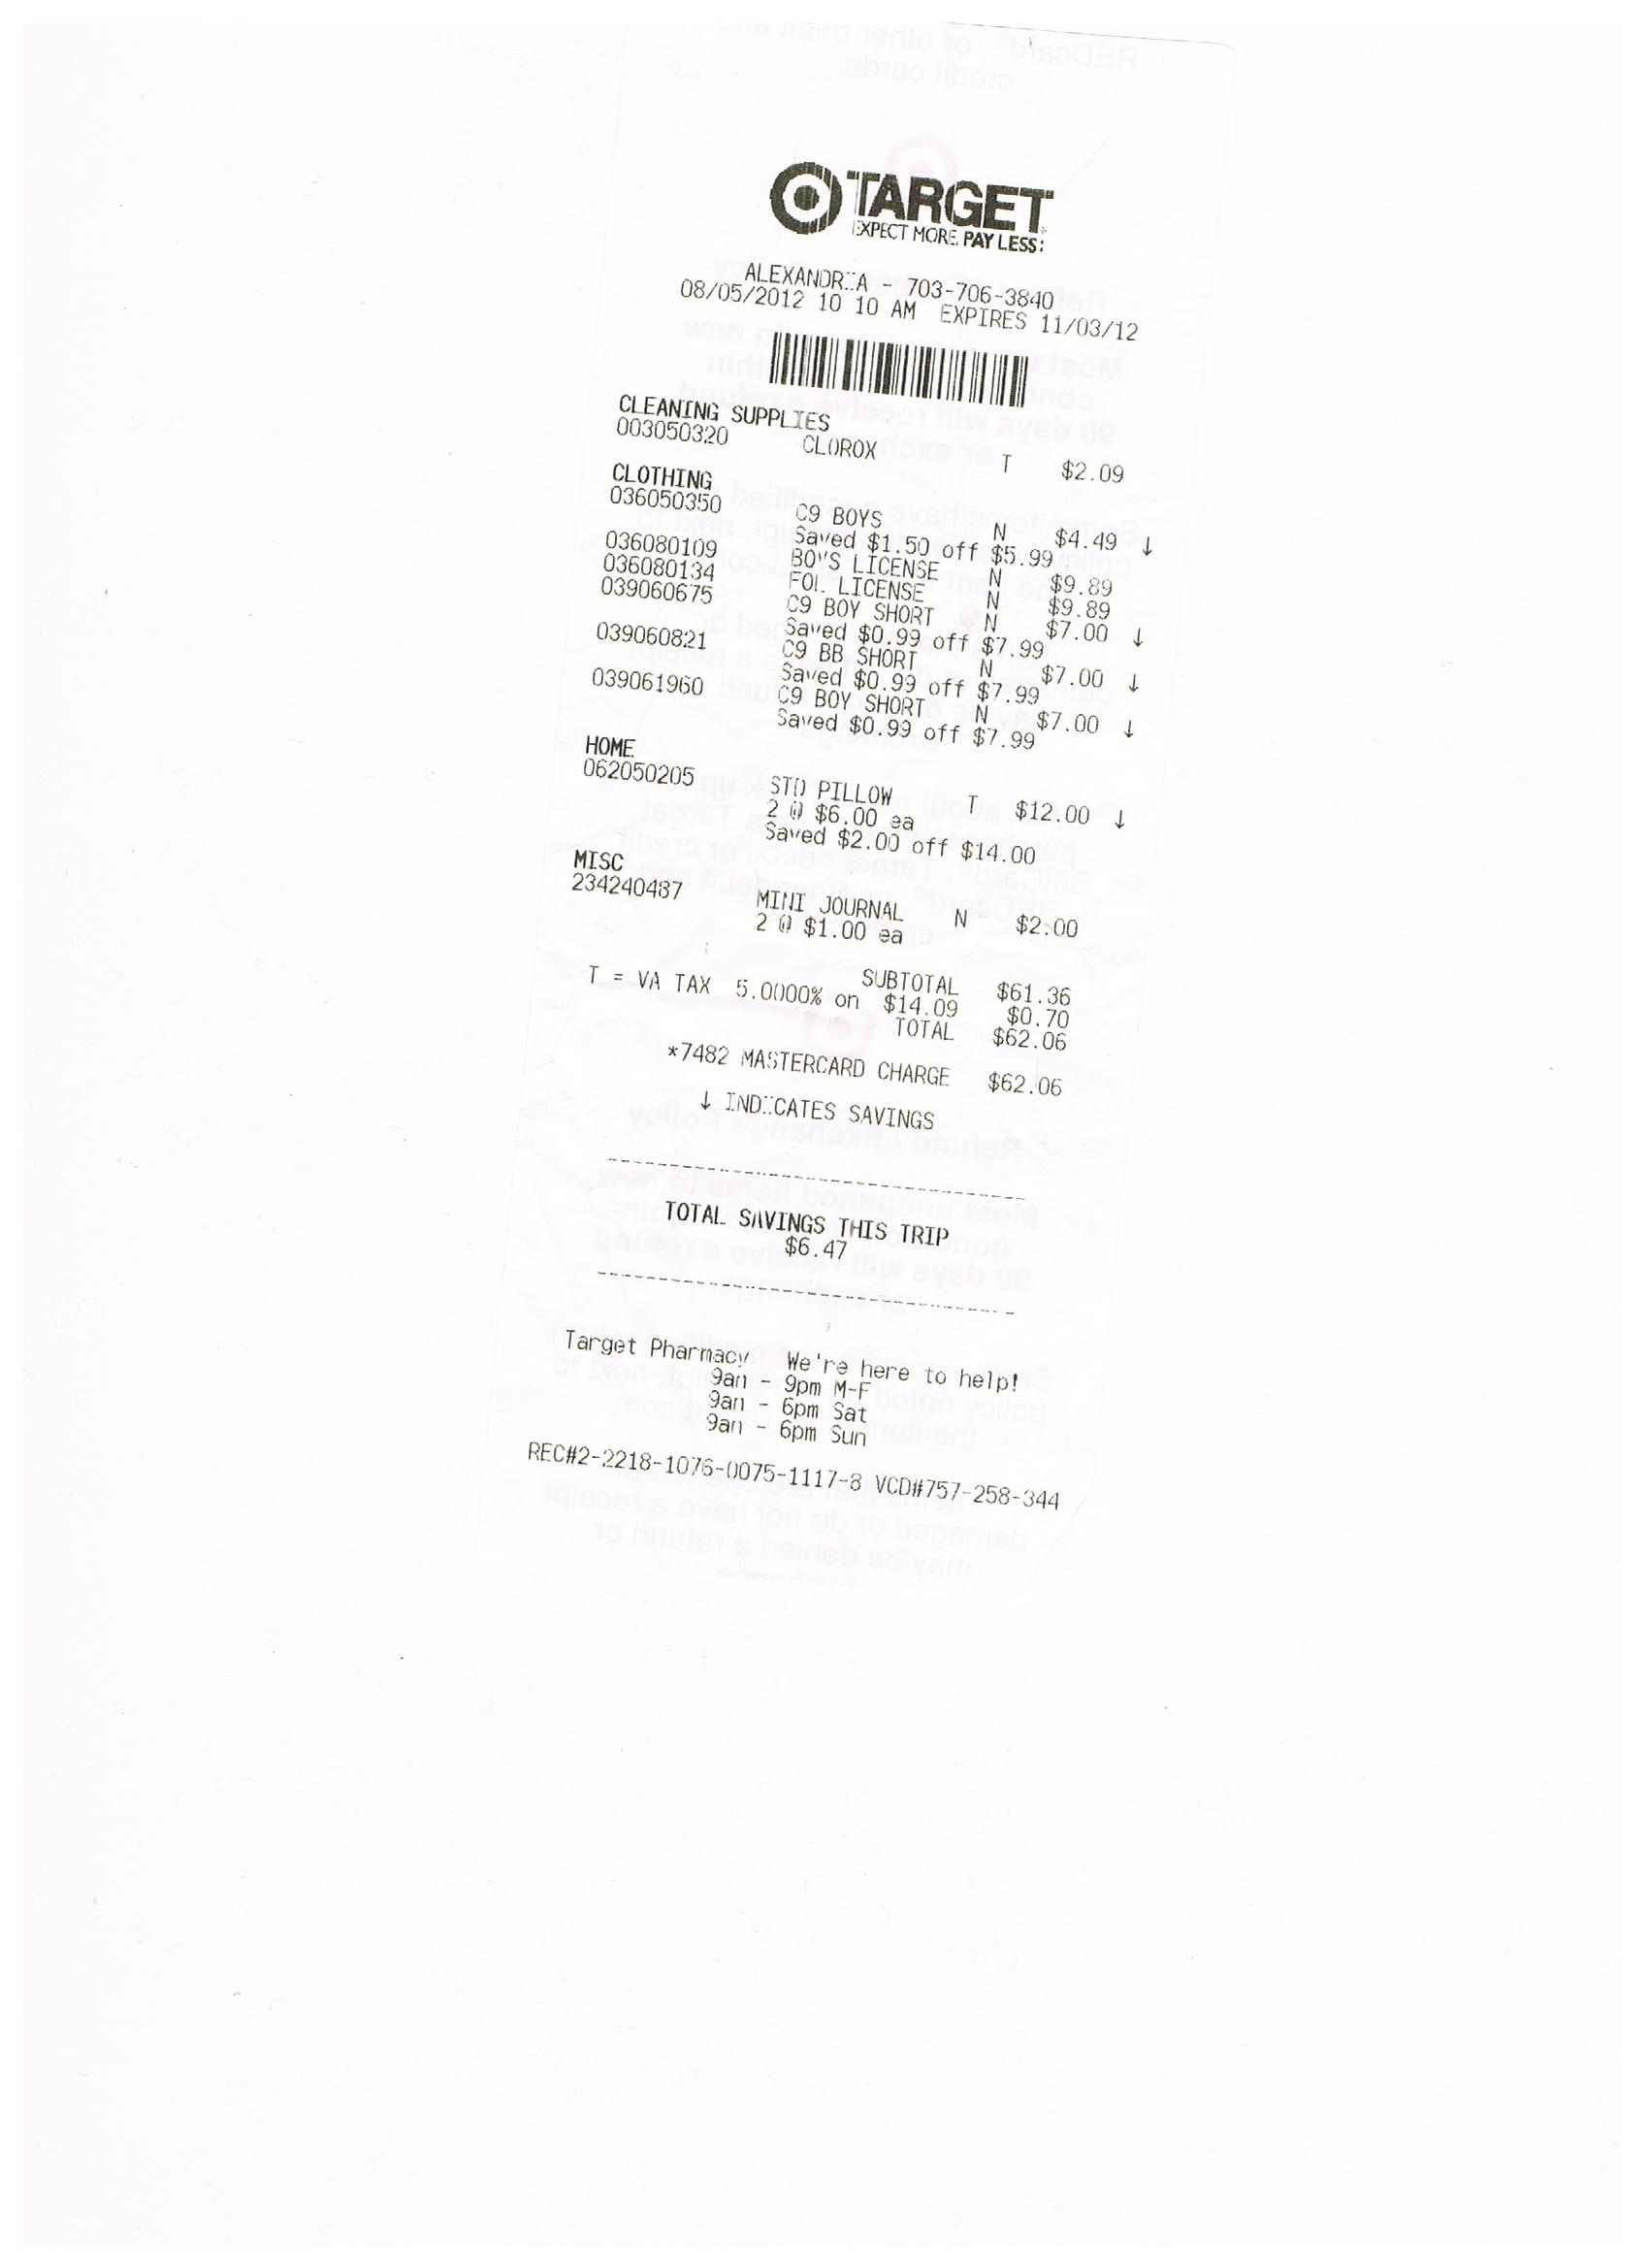 TARGET
EXPECT MORE. PAY LESS.
ALEXANDRIA - 703-706-3840
08/05/2012 10 10 AM EXPIRES 11/03/12
CLEANING SUPPLIES
003050320 CLOROX T $2.09
CLOTHING
036050350 C9 BOYS N $4.49 ↓
Saved $1.50 off $5.99
036080109 BOYS LICENSE N $9.89
036080134 FOL LICENSE N $9.89
039060675 C9 BOY SHORT N $7.00 ↓
Saved $0.99 off $7.99
039060821 C9 BB SHORT N $7.00 ↓
Saved $0.99 off $7.99
039061960 C9 BOY SHORT N $7.00 ↓
Saved $0.99 off $7.99
HOME
062050205 STD PILLOW T $12.00 ↓
2 @ $6.00 ea
Saved $2.00 off $14.00
MISC
234240487 MINI JOURNAL N $2.00
2 @ $1.00 ea
SUBTOTAL $61.36
T = VA TAX 5.0000% on $14.09 $0.70
TOTAL $62.06
*7482 MASTERCARD CHARGE $62.06
↓ INDICATES SAVINGS
TOTAL SAVINGS THIS TRIP
$6.47
Target Pharmacy We're here to help!
9am - 9pm M-F
9am - 6pm Sat
9am - 6pm Sun
REC#2-2218-1076-0075-1117-8 VCD#757-258-344